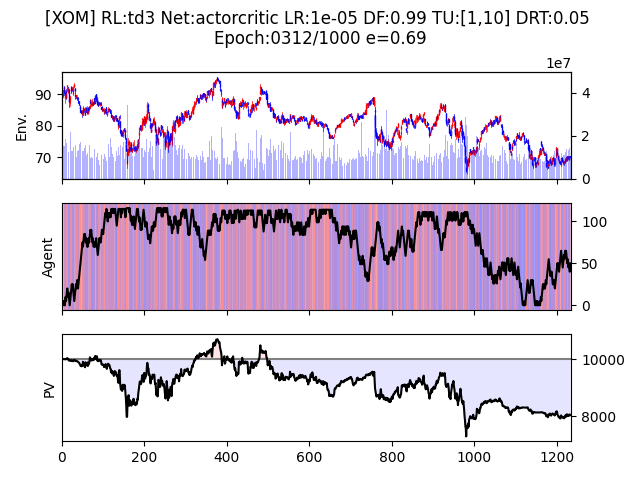 [XOM] RL:td3 Net:actorcritic LR:1e-05 DF:0.99 TU:[1,10] DRT:0.05
Epoch:0312/1000 e=0.69
1e7
90
80
70
Env.
4
2
0
Agent
100
50
0
PV
10000
8000
0 200 400 600 800 1000 1200